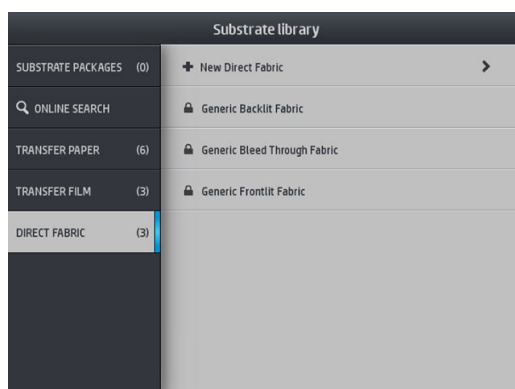 Substrate library
SUBSTRATE PACKAGES (0)
ONLINE SEARCH
TRANSFER PAPER (6)
TRANSFER FILM (3)
DIRECT FABRIC (3)
New Direct Fabric
Generic Backlit Fabric
Generic Bleed Through Fabric
Generic Frontlit Fabric